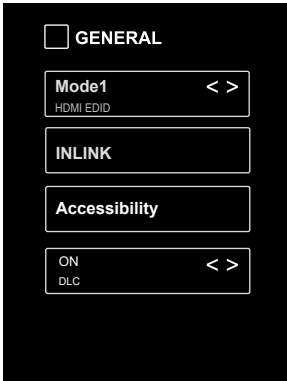 GENERAL
Mode1 < >
HDMI EDID
INLINK
Accessibility
ON < >
DLC